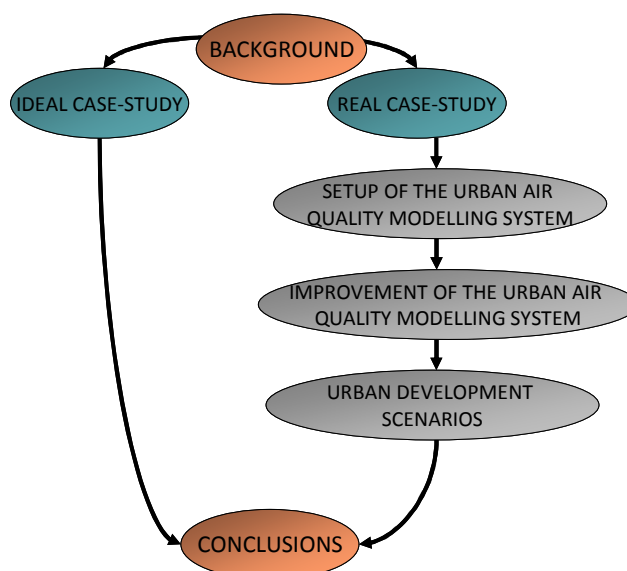 BACKGROUND
IDEAL CASE-STUDY
REAL CASE-STUDY
SETUP OF THE URBAN AIR
QUALITY MODELLING SYSTEM
IMPROVEMENT OF THE URBAN AIR
QUALITY MODELLING SYSTEM
URBAN DEVELOPMENT
SCENARIOS
CONCLUSIONS